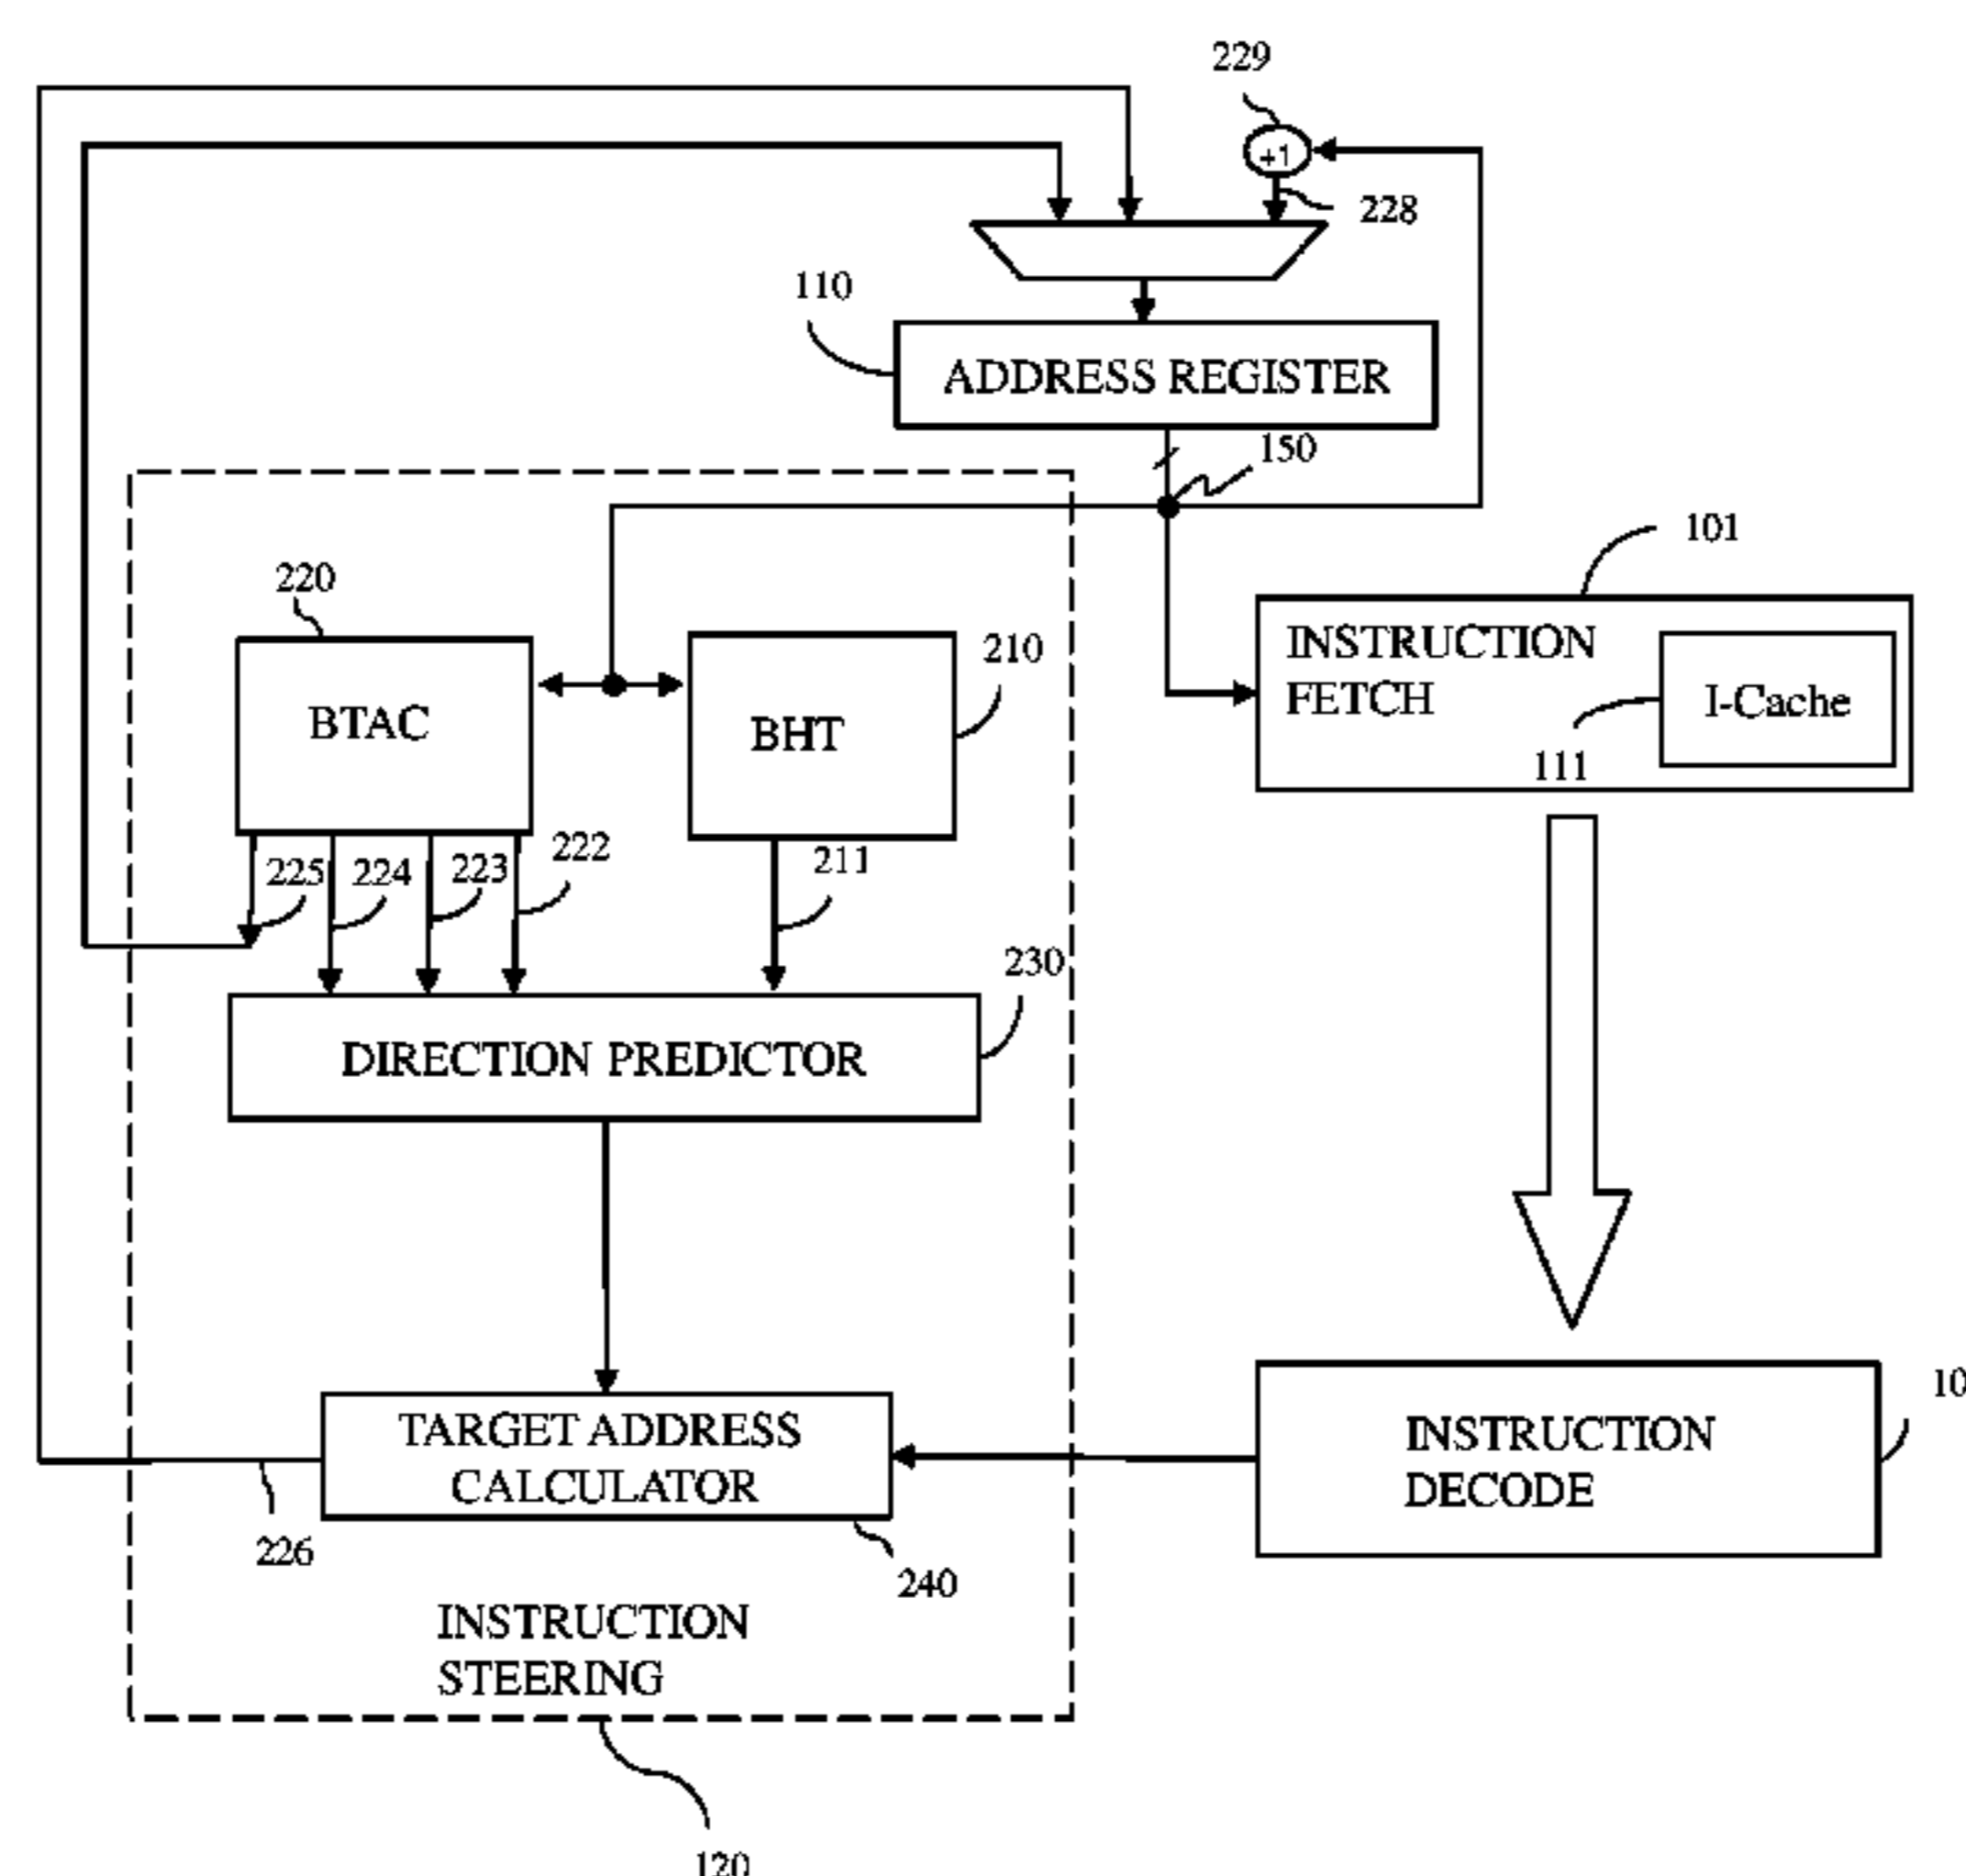 229
+1
228
110
ADDRESS REGISTER
150
101
220
INSTRUCTION
FETCH
210
I-Cache
BTAC
BHT
111
225
224
223
222
211
230
DIRECTION PREDICTOR
10
TARGET ADDRESS
CALCULATOR
INSTRUCTION
DECODE
226
240
INSTRUCTION
STEERING
120